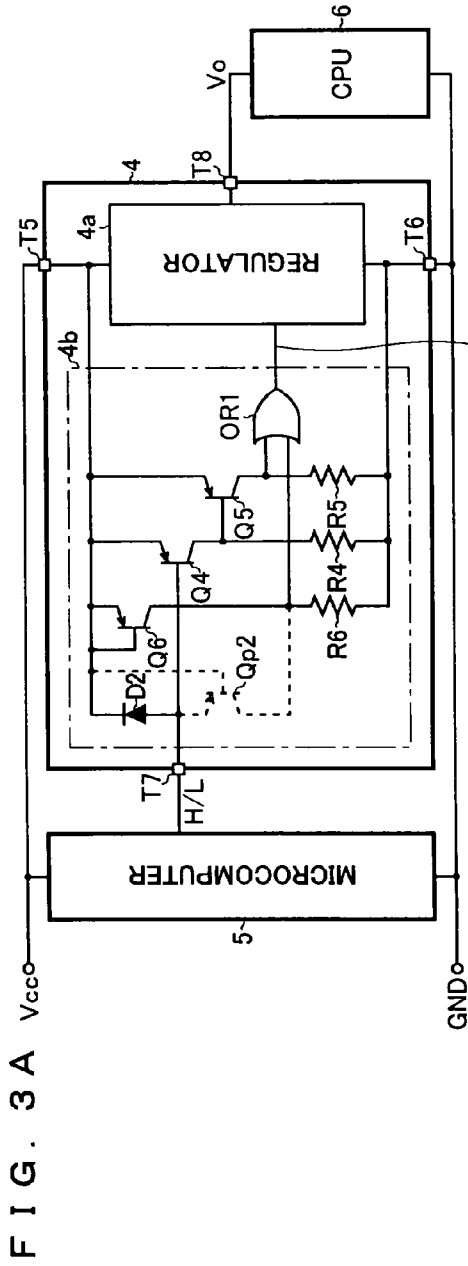 FIG. 3A
Vcc
GND
5
MICROCOMPUTER
H/L
T7
T5
4
4b
D2
Qp2
Q6
Q4
Q5
R6
R4
R5
OR1
4a
REGULATOR
T8
T6
Vo
CPU
6